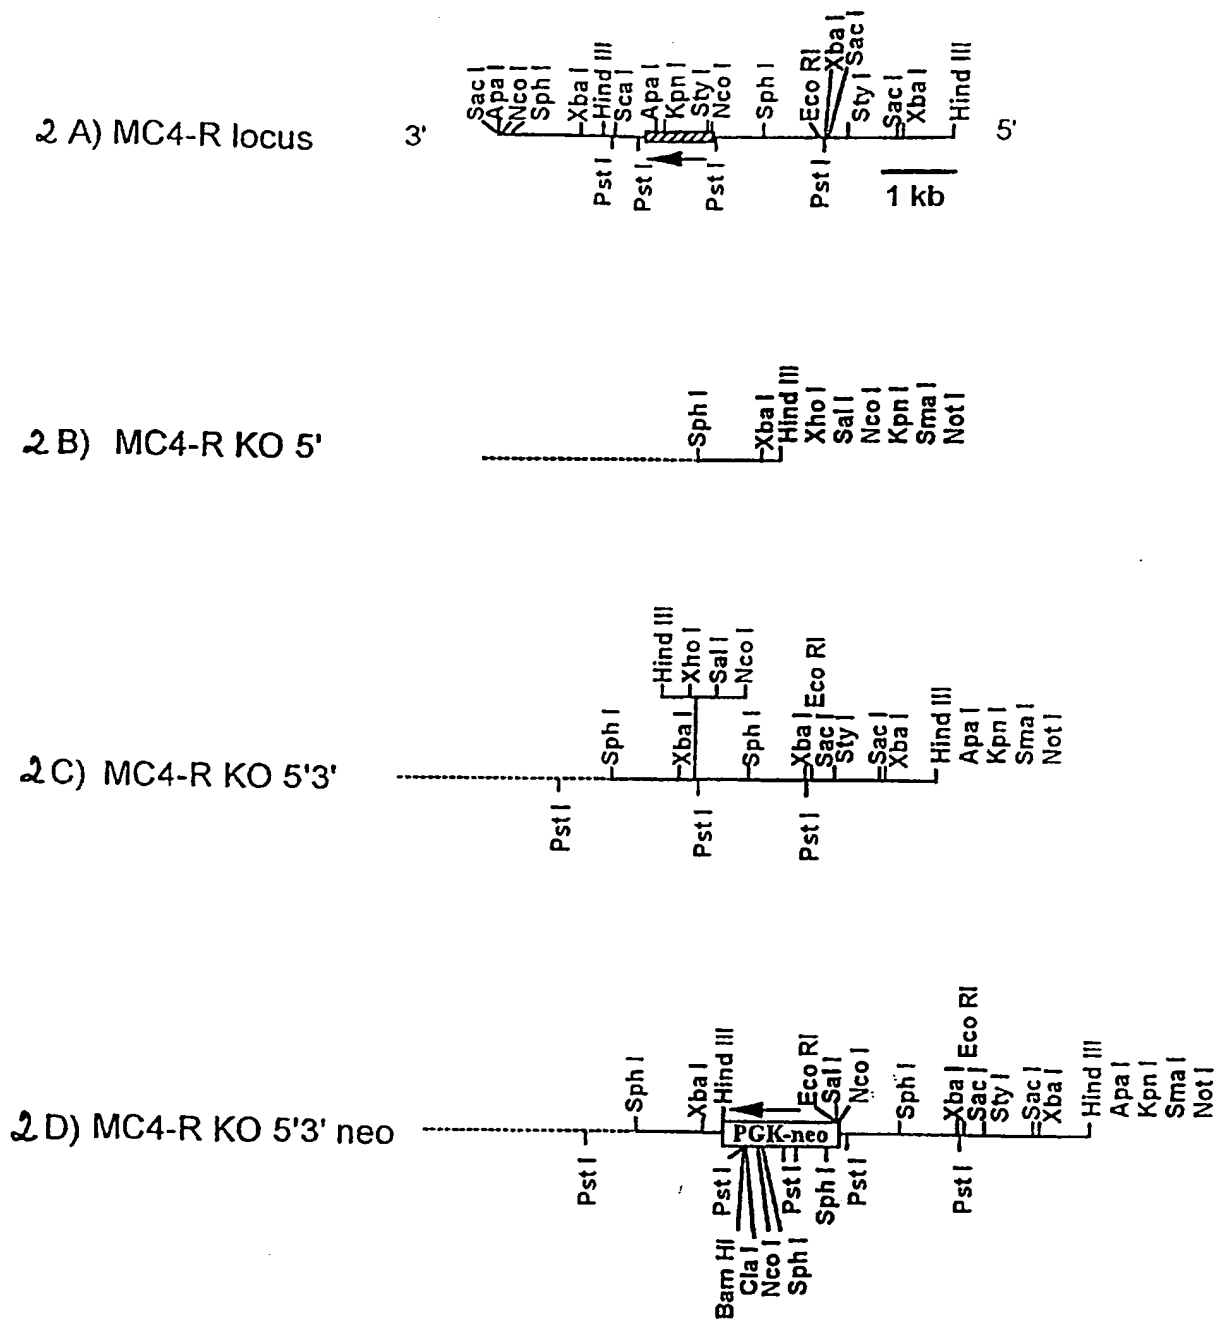 2 A) MC4-R locus
3'
Sac I
Apa I
Nco I
Sph I
Xba I
Hind III
Sca I
Apa I
Kpn I
Sty I
Nco I
Sph I
Eco RI
Xba I
Sac I
Sty I
Sac I
Xba I
Hind III
5'
Pst I
Pst I
Pst I
Pst I
1 kb
2 B) MC4-R KO 5'
Sph I
Xba I
Hind III
Xho I
Sal I
Nco I
Kpn I
Sma I
Not I
2 C) MC4-R KO 5'3'
Hind III
Xho I
Sal I
Nco I
Sph I
Xba I
Sph I
Xba I
Sac I
Eco RI
Sty I
Sac I
Xba I
Hind III
Apa I
Kpn I
Sma I
Not I
Pst I
Pst I
Pst I
2 D) MC4-R KO 5'3' neo
Sph I
Xba I
Hind III
Eco RI
Sal I
Nco I
Sph I
Xba I
Sac I
Eco RI
Sty I
Sac I
Xba I
Hind III
Apa I
Kpn I
Sma I
Not I
PGK-neo
Pst I
Pst I
Pst I
Sph I
Pst I
Pst I
Bam HI
Cla I
Nco I
Sph I